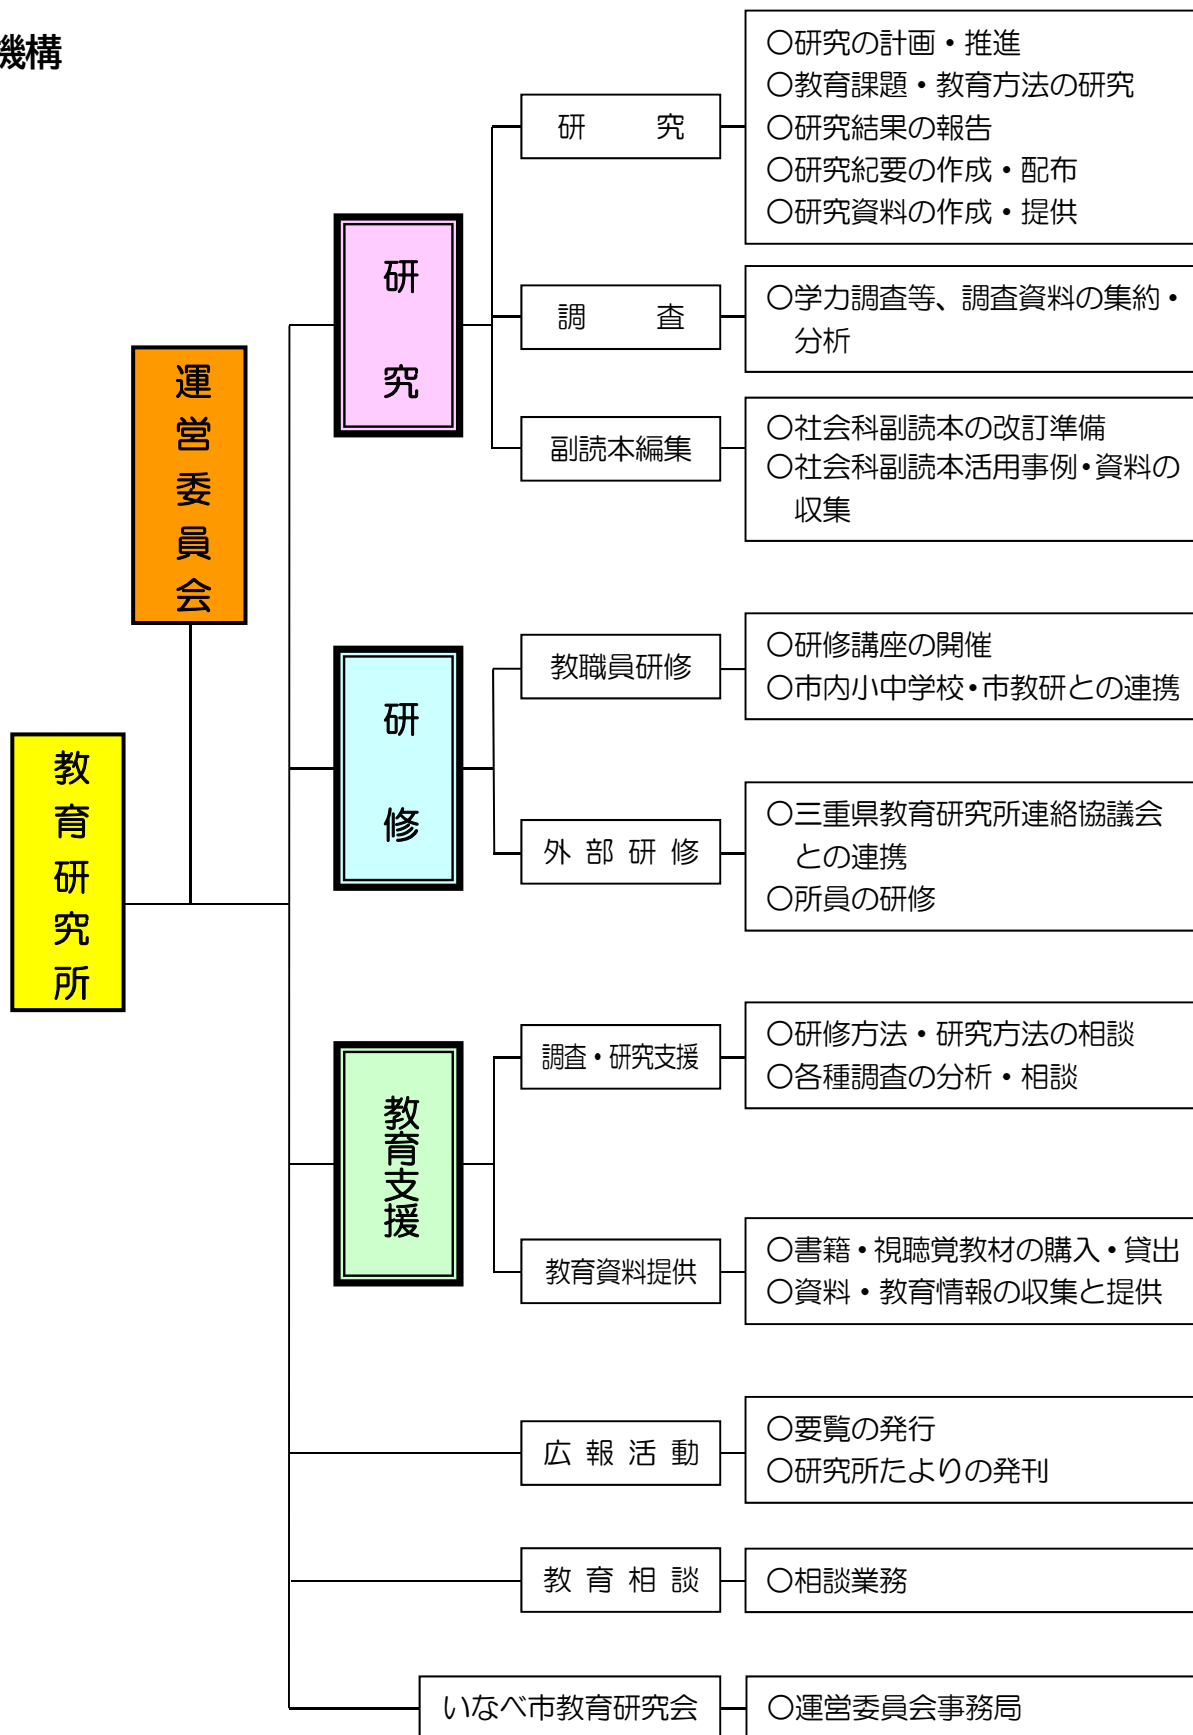 機構
運営委員会
教育研究所
研究
研究
○研究の計画・推進
○教育課題・教育方法の研究
○研究結果の報告
○研究紀要の作成・配布
○研究資料の作成・提供
調査
○学力調査等、調査資料の集約・
分析
副読本編集
○社会科副読本の改訂準備
○社会科副読本活用事例・資料の
収集
研修
教職員研修
○研修講座の開催
○市内小中学校・市教研との連携
外部研修
○三重県教育研究所連絡協議会
との連携
○所員の研修
教育支援
調査・研究支援
○研修方法・研究方法の相談
○各種調査の分析・相談
教育資料提供
○書籍・視聴覚教材の購入・貸出
○資料・教育情報の収集と提供
広報活動
○要覧の発行
○研究所たよりの発刊
教育相談
○相談業務
いなべ市教育研究会
○運営委員会事務局